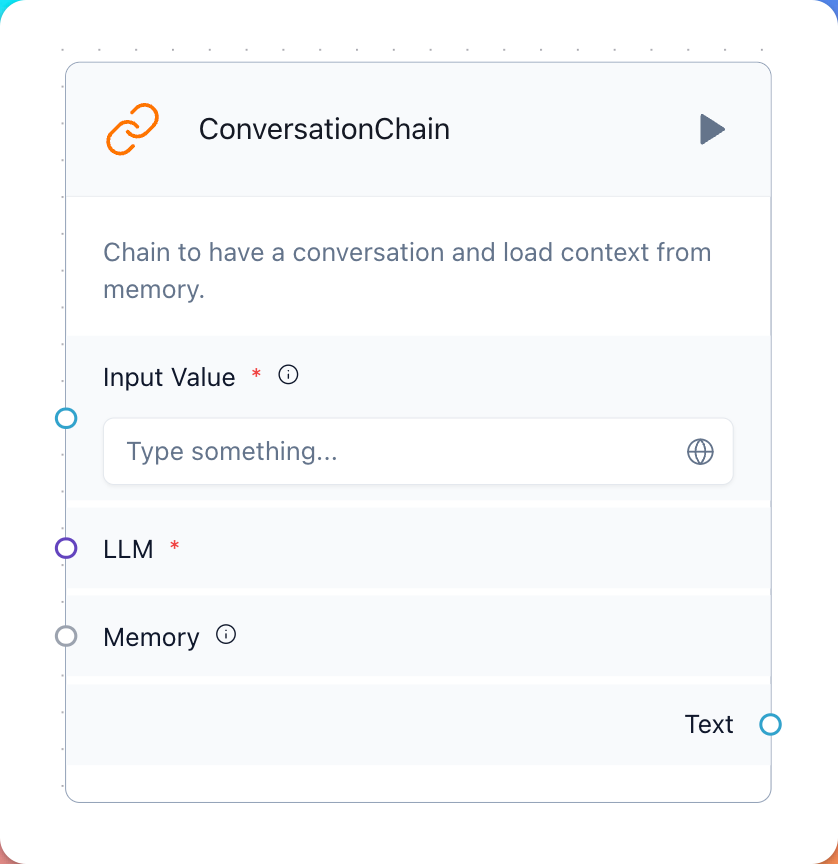 ConversationChain
Chain to have a conversation and load context from
memory.
Input Value *
Type something...
LLM *
Memory
Text